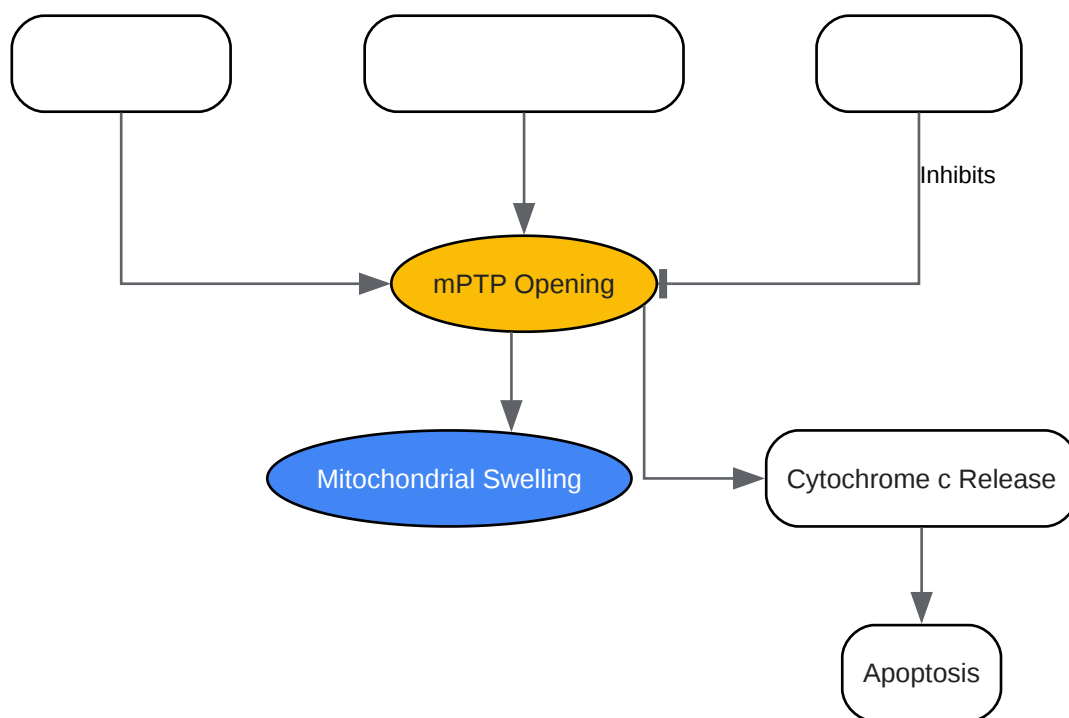 Inhibits
mPTP Opening
Mitochondrial Swelling
Cytochrome c Release
Apoptosis